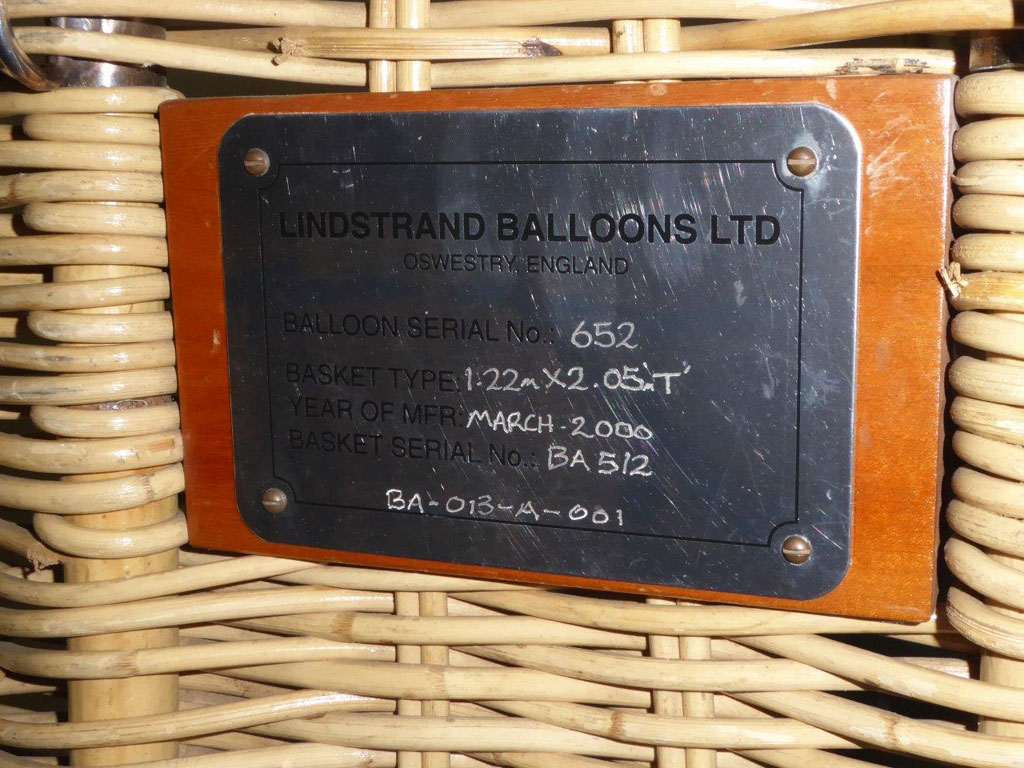 LINDSTRAND BALLOONS LTD
OSWESTRY, ENGLAND
BALLOON SERIAL No.: 652
BASKET TYPE: 1.22m X 2.05m 'T'
YEAR OF MFR: MARCH - 2000
BASKET SERIAL No.: BA 512
BA-013-A-001